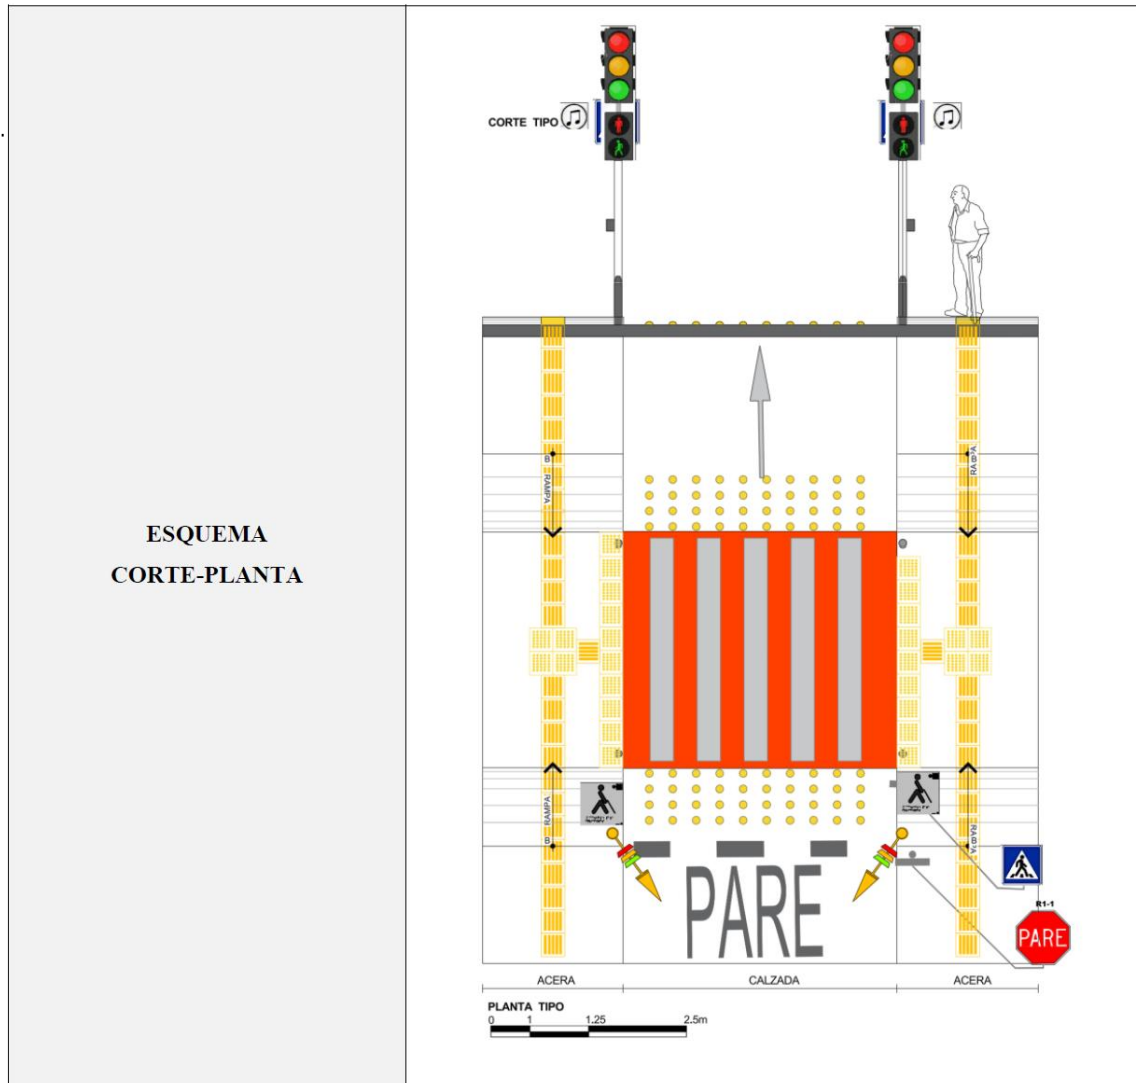 ESQUEMA
CORTE-PLANTA
CORTE TIPO
B RAMPA
RAMPA
B RAMPA
RAMPA
PARE
R1-1
PARE
ACERA CALZADA ACERA
PLANTA TIPO
0 1 1.25 2.5m